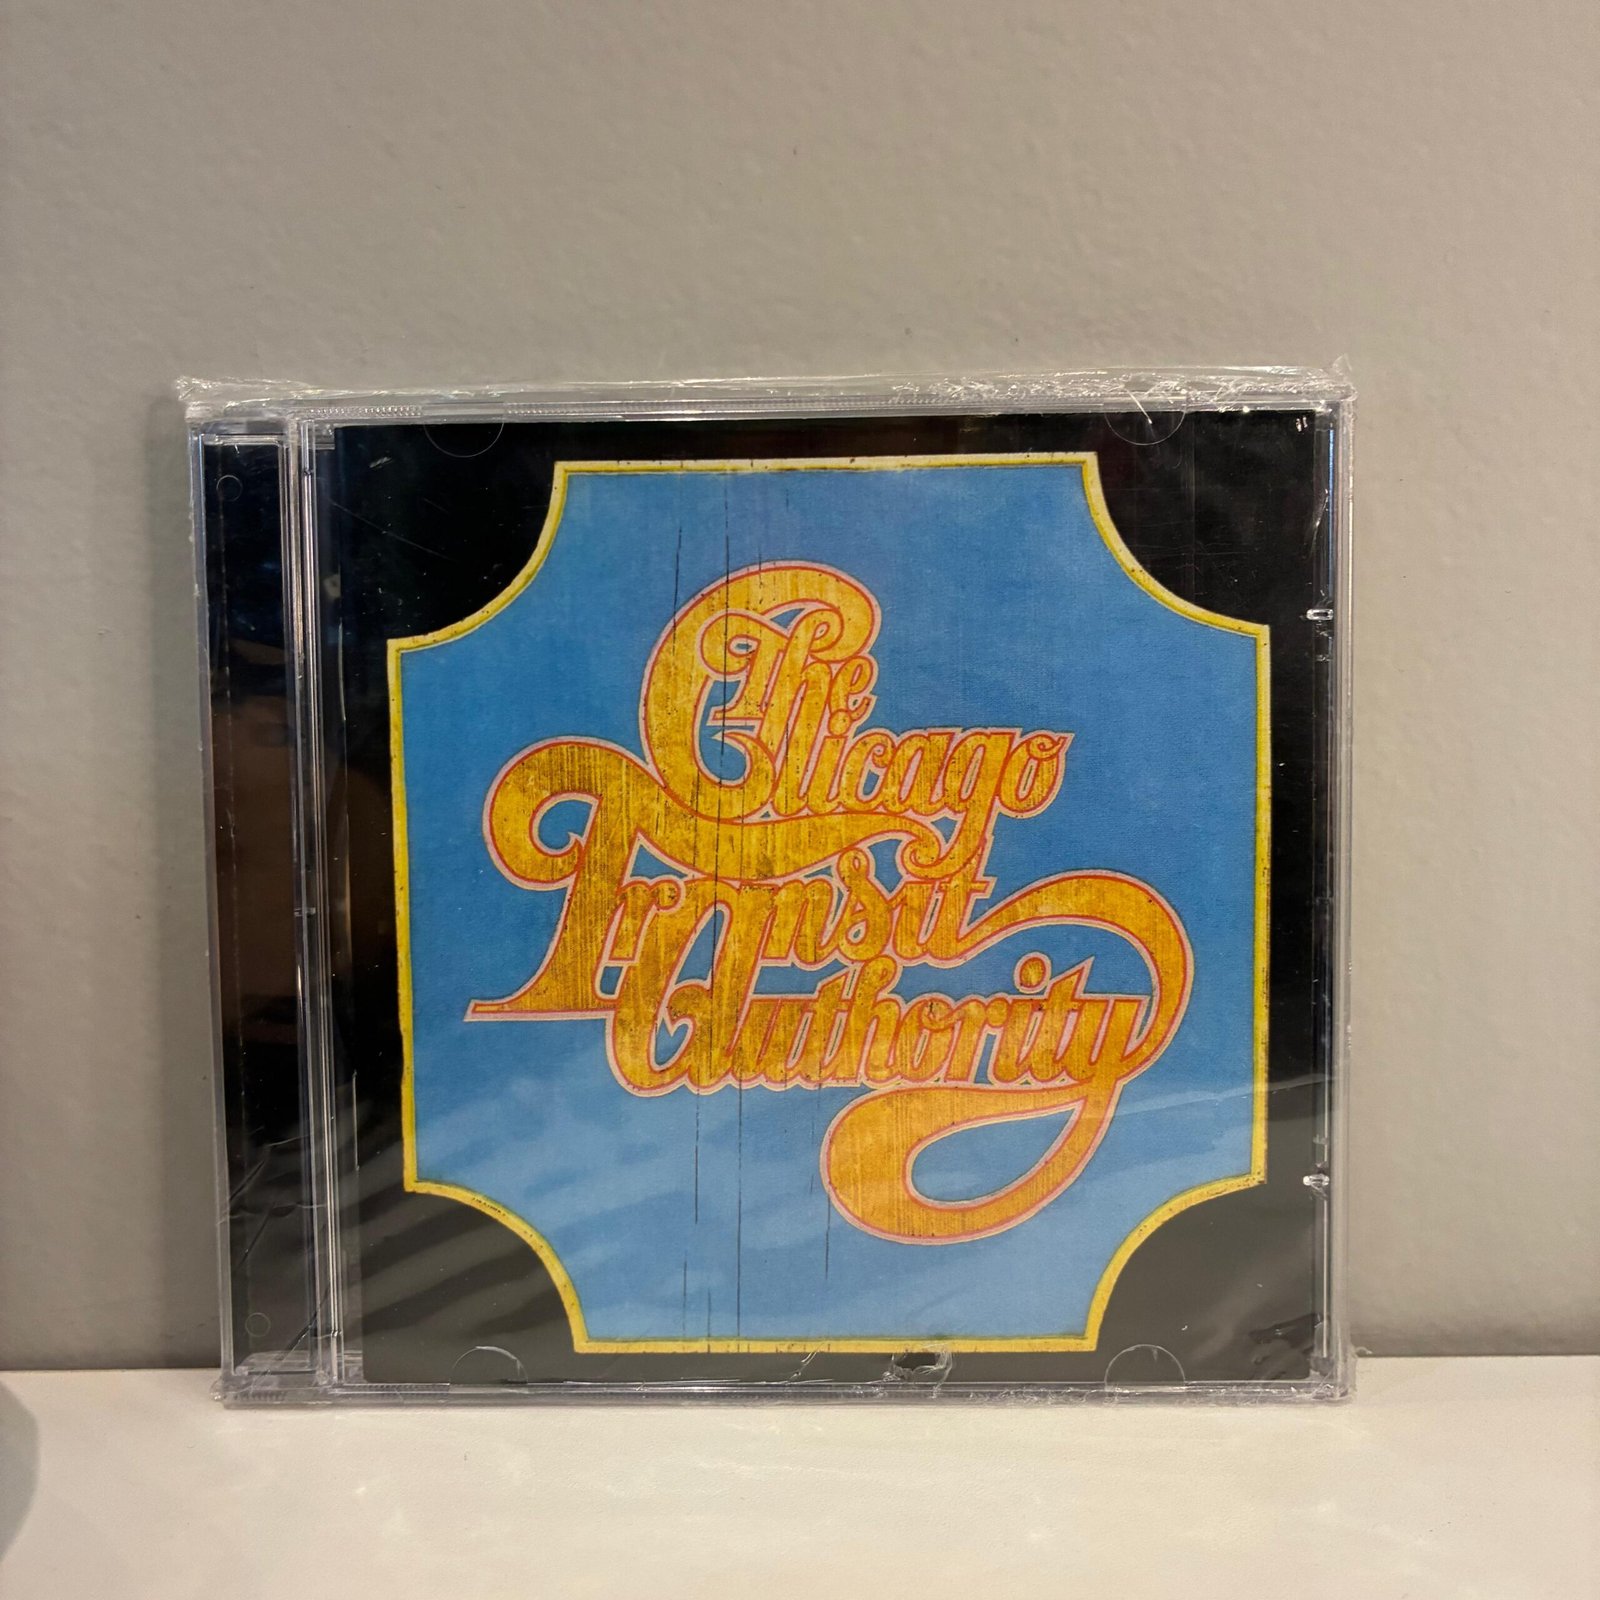 The
Chicago
Transit
Authority